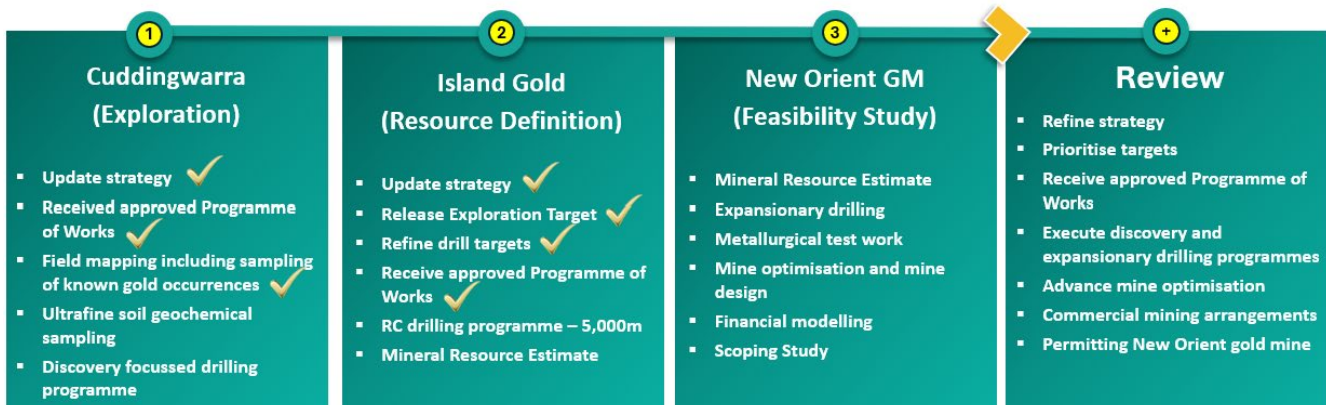 1
Cuddingwarra
(Exploration)
Update strategy
Received approved Programme
of Works
Field mapping including sampling
of known gold occurrences
Ultrafine soil geochemical
sampling
Discovery focussed drilling
programme
2
Island Gold
(Resource Definition)
Update strategy
Release Exploration Target
Refine drill targets
Receive approved Programme of
Works
RC drilling programme – 5,000m
Mineral Resource Estimate
3
New Orient GM
(Feasibility Study)
Mineral Resource Estimate
Expansionary drilling
Metallurgical test work
Mine optimisation and mine
design
Financial modelling
Scoping Study
+
Review
Refine strategy
Prioritise targets
Receive approved Programme of
Works
Execute discovery and
expansionary drilling programmes
Advance mine optimisation
Commercial mining arrangements
Permitting New Orient gold mine